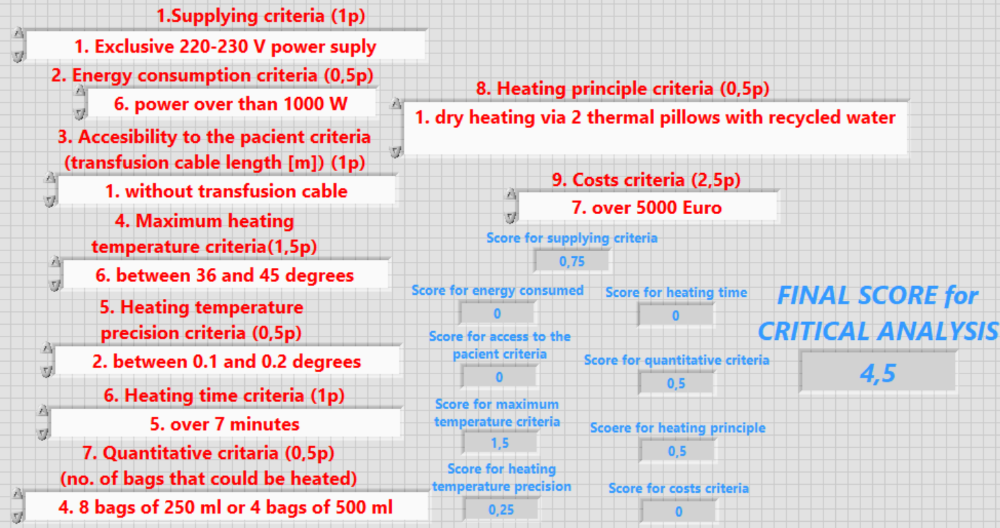 1.Supplying criteria (1p)
1. Exclusive 220-230 V power suply
2. Energy consumption criteria (0,5p)
6. power over than 1000 W
3. Accesibility to the pacient criteria
(transfusion cable length [m]) (1p)
1. without transfusion cable
4. Maximum heating
temperature criteria(1,5p)
6. between 36 and 45 degrees
5. Heating temperature
precision criteria (0,5p)
2. between 0.1 and 0.2 degrees
6. Heating time criteria (1p)
5. over 7 minutes
7. Quantitative critaria (0,5p)
(no. of bags that could be heated)
4. 8 bags of 250 ml or 4 bags of 500 ml
8. Heating principle criteria (0,5p)
1. dry heating via 2 thermal pillows with recycled water
9. Costs criteria (2,5p)
7. over 5000 Euro
Score for supplying criteria
0,75
Score for energy consumed
0
Score for access to the
pacient criteria
0
Score for maximum
temperature criteria
1,5
Score for heating
temperature precision
0,25
Score for heating time
0
Score for quantitative criteria
0,5
Scoere for heating principle
0,5
Score for costs criteria
0
FINAL SCORE for
CRITICAL ANALYSIS
4,5